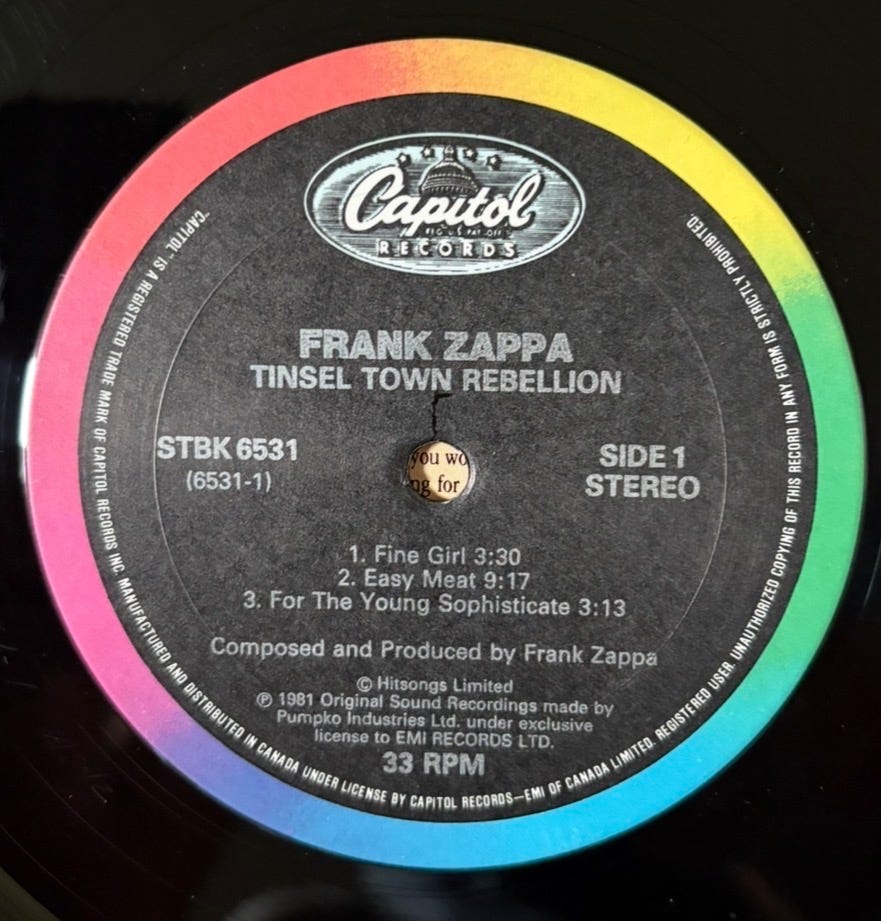 Capitol
REG. U.S. PAT. OFF.
RECORDS
FRANK ZAPPA
TINSEL TOWN REBELLION
STBK 6531
(6531-1)
SIDE 1
STEREO
you wo
ng for
1. Fine Girl 3:30
2. Easy Meat 9:17
3. For The Young Sophisticate 3:13
Composed and Produced by Frank Zappa
© Hitsongs Limited
℗ 1981 Original Sound Recordings made by
Pumpko Industries Ltd. under exclusive
license to EMI RECORDS LTD.
33 RPM
"CAPITOL" IS A REGISTERED TRADE MARK OF CAPITOL RECORDS INC. MANUFACTURED AND DISTRIBUTED IN CANADA UNDER LICENSE BY CAPITOL RECORDS—EMI OF CANADA LIMITED. REGISTERED USER. UNAUTHORIZED COPYING OF THIS RECORD IN ANY FORM IS STRICTLY PROHIBITED.